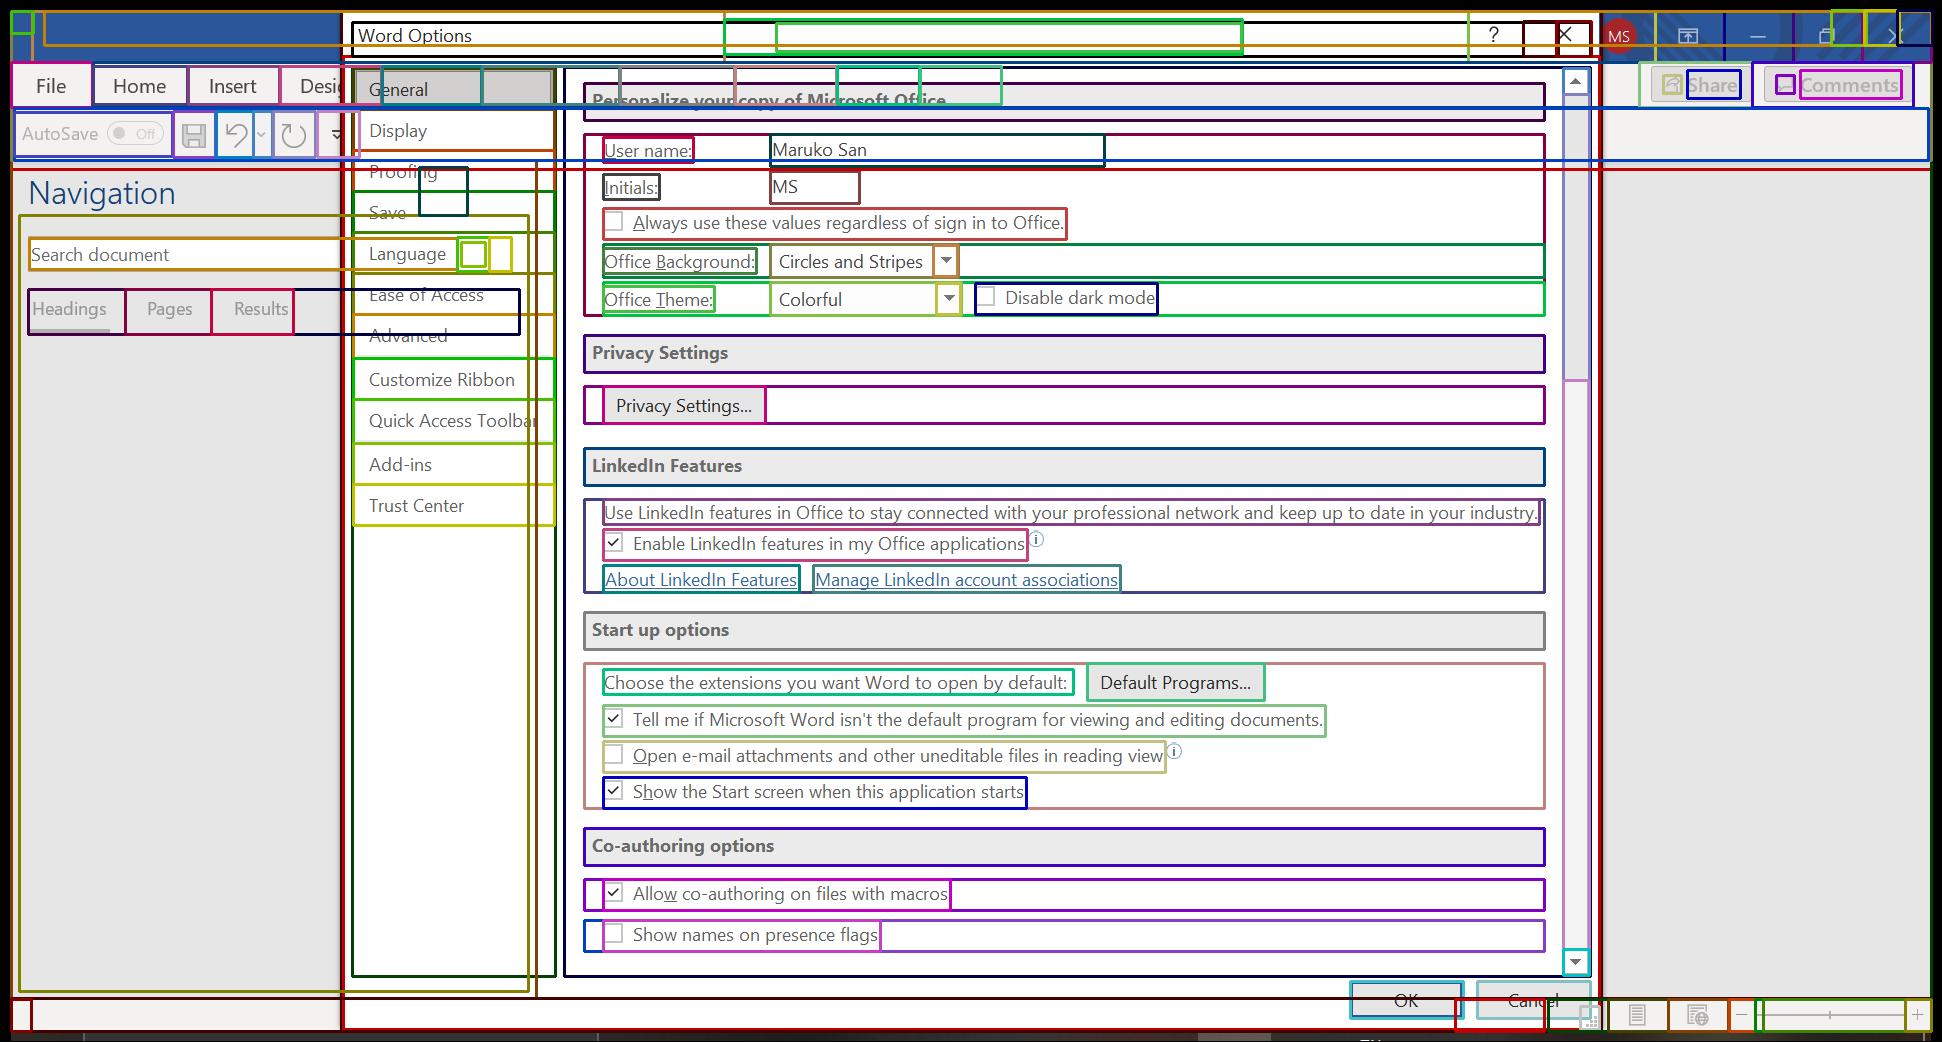 Word Options
?
MS
File
Home
Insert
Desig
General
Personalize your copy of Microsoft Office
Share
Comments
AutoSave
Off
Display
User name:
Maruko San
Proofing
Navigation
Initials:
MS
Save
Always use these values regardless of sign in to Office.
Search document
Language
Office Background:
Circles and Stripes
Ease of Access
Office Theme:
Colorful
Disable dark mode
Headings
Pages
Results
Advanced
Privacy Settings
Customize Ribbon
Privacy Settings...
Quick Access Toolbar
Add-ins
LinkedIn Features
Trust Center
Use LinkedIn features in Office to stay connected with your professional network and keep up to date in your industry.
Enable LinkedIn features in my Office applications
About LinkedIn Features
Manage LinkedIn account associations
Start up options
Choose the extensions you want Word to open by default:
Default Programs...
Tell me if Microsoft Word isn't the default program for viewing and editing documents.
Open e-mail attachments and other uneditable files in reading view
Show the Start screen when this application starts
Co-authoring options
Allow co-authoring on files with macros
Show names on presence flags
OK
Cancel